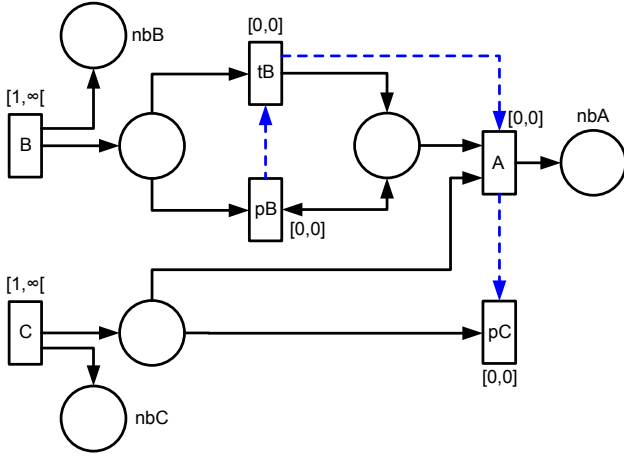 nbB
[0,0]
tB
[1,∞[
B
nbA
[0,0]
A
pB
[0,0]
[1,∞[
C
pC
[0,0]
nbC